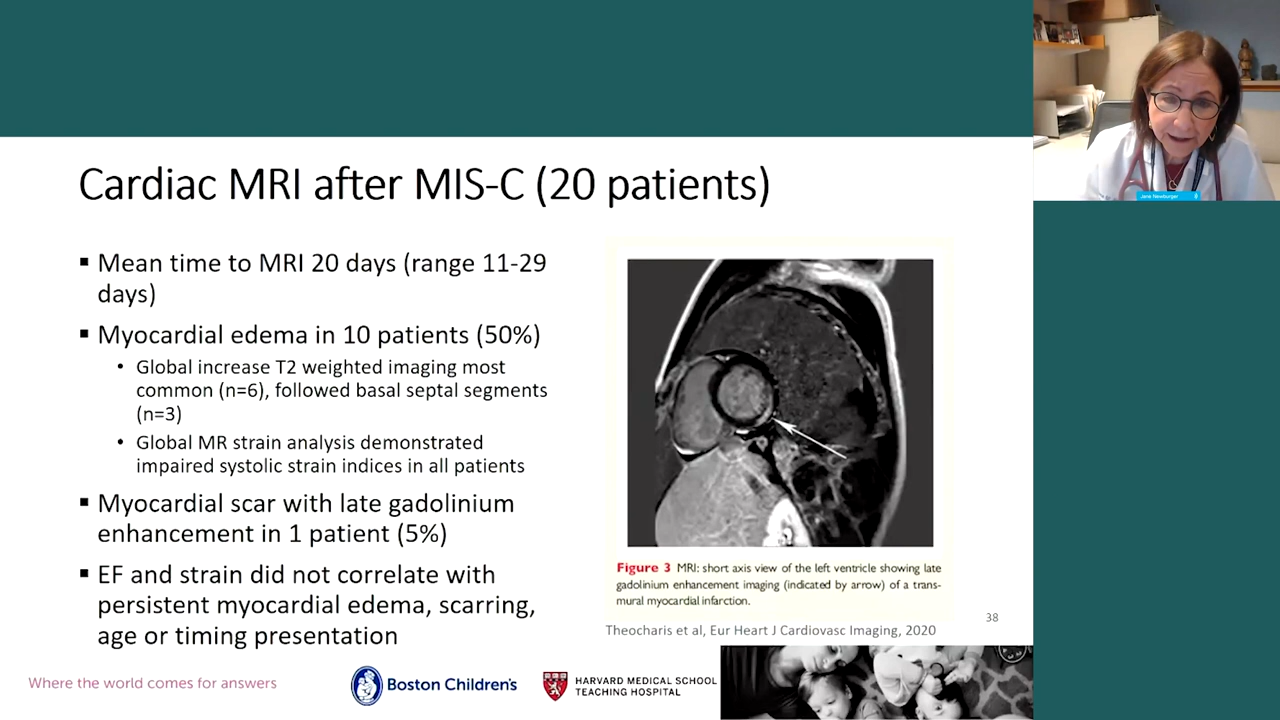 Cardiac MRI after MIS-C (20 patients)
▪ Mean time to MRI 20 days (range 11-29
days)
▪ Myocardial edema in 10 patients (50%)
• Global increase T2 weighted imaging most
common (n=6), followed basal septal segments
(n=3)
• Global MR strain analysis demonstrated
impaired systolic strain indices in all patients
▪ Myocardial scar with late gadolinium
enhancement in 1 patient (5%)
▪ EF and strain did not correlate with
persistent myocardial edema, scarring,
age or timing presentation
Figure 3 MRI: short axis view of the left ventricle showing late
gadolinium enhancement imaging (indicated by arrow) of a trans-
mural myocardial infarction.
Theocharis et al, Eur Heart J Cardiovasc Imaging, 2020
38
Where the world comes for answers
Boston Children's
HARVARD MEDICAL SCHOOL
TEACHING HOSPITAL
Jane Newburger